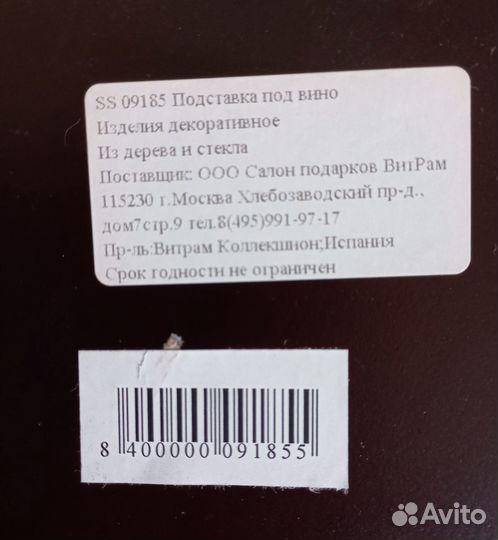 SS 09185 Подставка под вино
Изделия декоративное
Из дерева и стекла
Поставщик: ООО Салон подарков ВитРам
115230 г.Москва Хлебозаводский пр-д.,
дом7стр.9 тел.8(495)991-97-17
Пр-ль:Витрам Коллекшион;Испания
Срок годности не ограничен
8 400000 091855
Avito